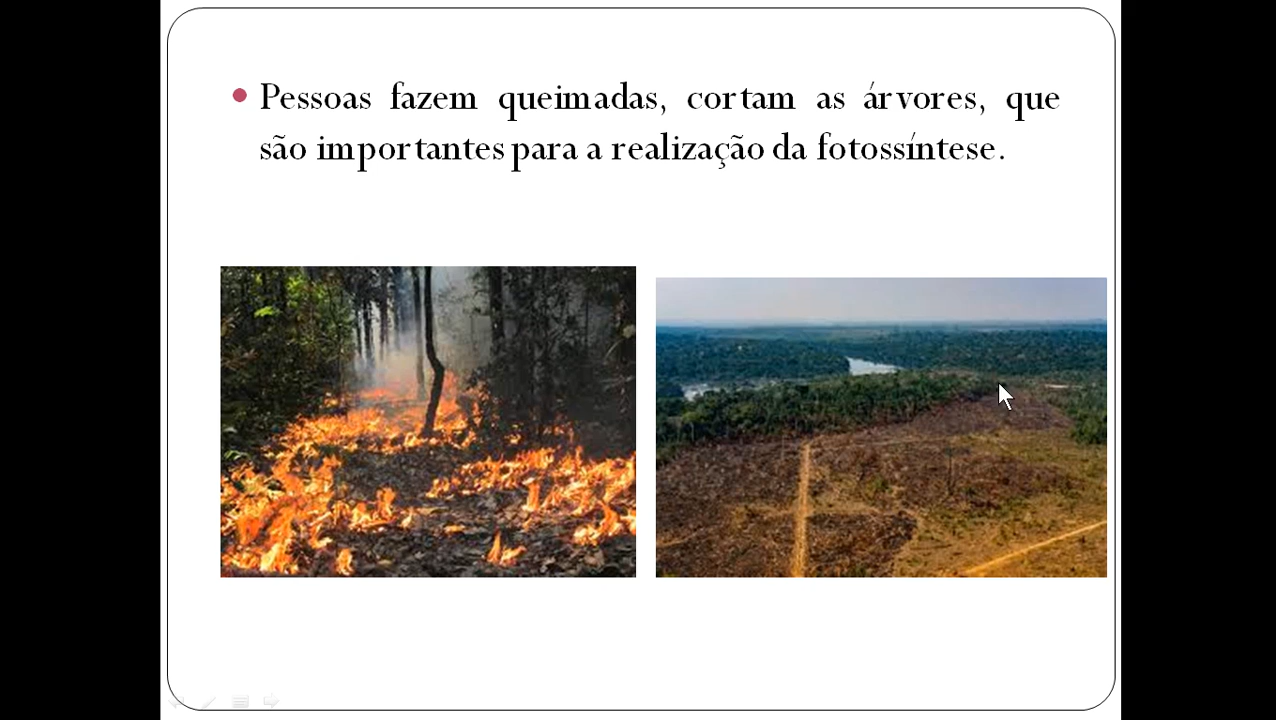 Pessoas fazem queimadas, cortam as árvores, que
são importantes para a realização da fotossíntese.